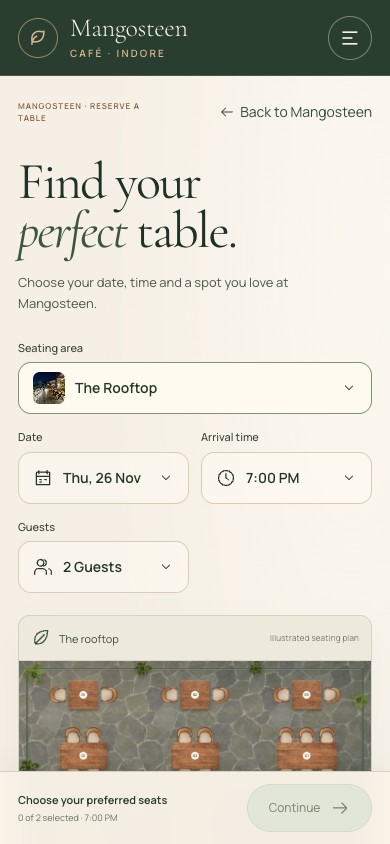 Mangosteen
CAFÉ · INDORE
MANGOSTEEN · RESERVE A
TABLE
← Back to Mangosteen
Find your
perfect table.
Choose your date, time and a spot you love at
Mangosteen.
Seating area
The Rooftop
Date
Arrival time
Thu, 26 Nov
7:00 PM
Guests
2 Guests
The rooftop
Illustrated seating plan
Choose your preferred seats
0 of 2 selected · 7:00 PM
Continue →